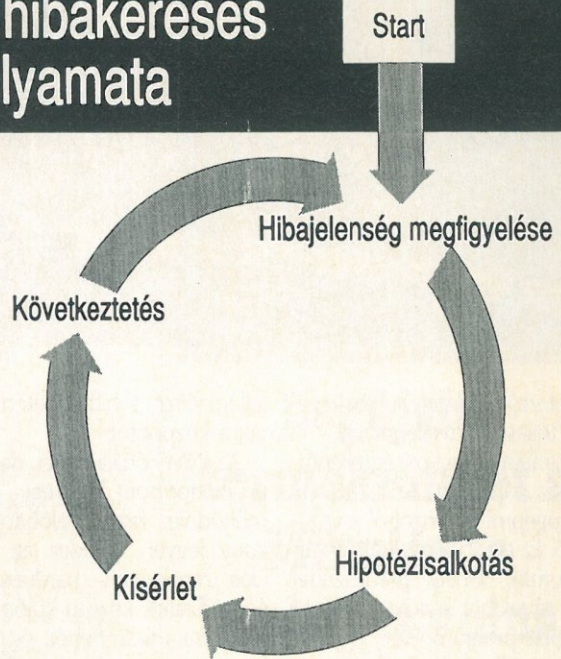 hibakeresés
lyamata
Start
Hibajelenség megfigyelése
Következtetés
Hipotézisalkotás
Kísérlet